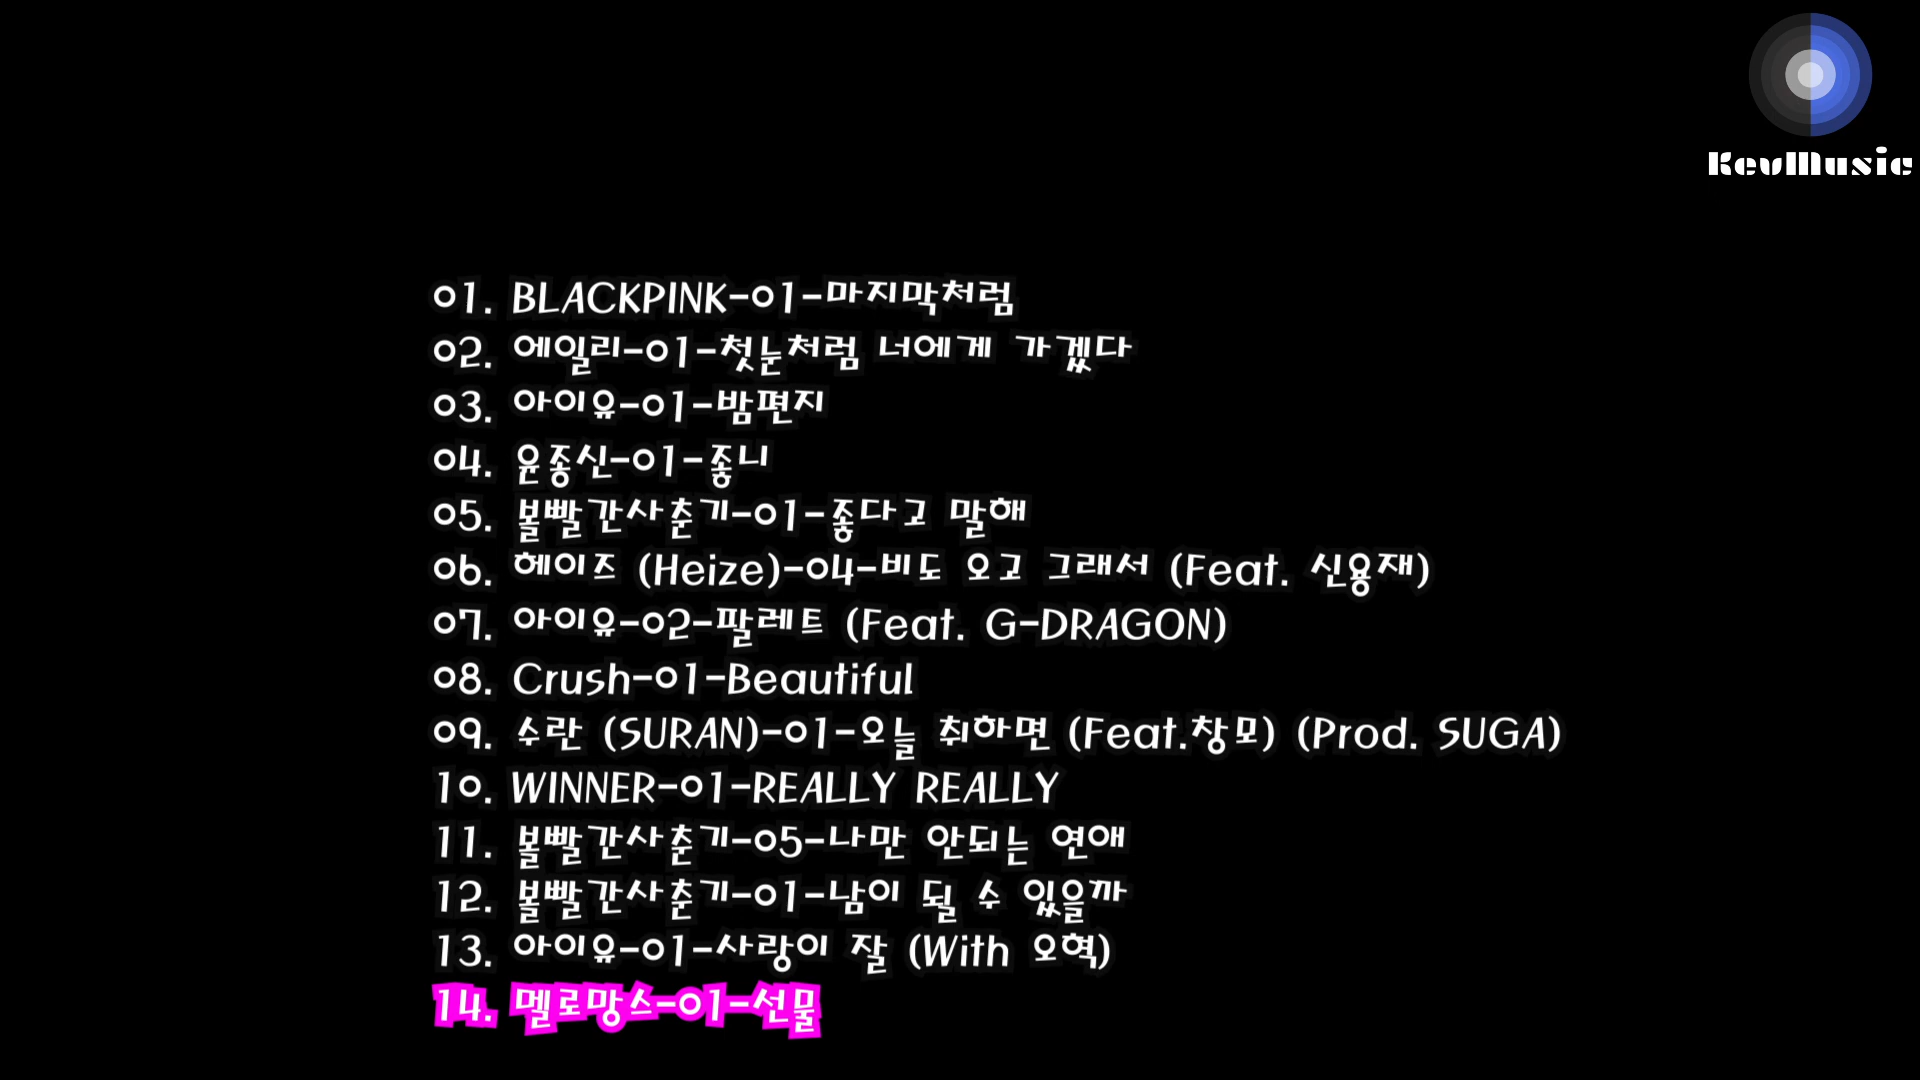 KevMusic
01. BLACKPINK-01-마지막처럼
02. 에일리-01-첫눈처럼 너에게 가겠다
03. 아이유-01-밤편지
04. 윤종신-01-좋니
05. 볼빨간사춘기-01-좋다고 말해
06. 헤이즈 (Heize)-04-비도 오고 그래서 (Feat. 신용재)
07. 아이유-02-팔레트 (Feat. G-DRAGON)
08. Crush-01-Beautiful
09. 수란 (SURAN)-01-오늘 취하면 (Feat.창모) (Prod. SUGA)
10. WINNER-01-REALLY REALLY
11. 볼빨간사춘기-05-나만 안되는 연애
12. 볼빨간사춘기-01-남이 될 수 있을까
13. 아이유-01-사랑이 잘 (With 오혁)
14. 멜로망스-01-선물